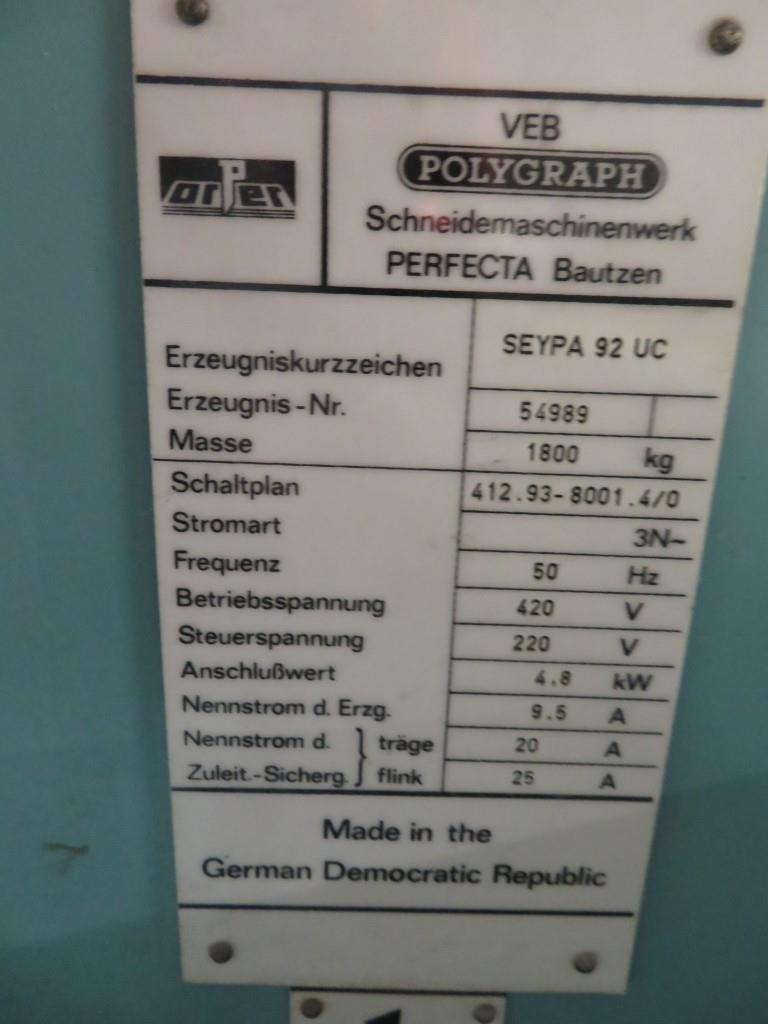 VEB
orPer
POLYGRAPH
Schneidemaschinenwerk
PERFECTA Bautzen
Erzeugniskurzzeichen SEYPA 92 UC
Erzeugnis-Nr. 54989
Masse 1800 kg
Schaltplan 412.93-8001.4/0
Stromart 3N~
Frequenz 50 Hz
Betriebsspannung 420 V
Steuerspannung 220 V
Anschlußwert 4.8 kW
Nennstrom d. Erzg. 9.5 A
Nennstrom d. } träge 20 A
Zuleit.-Sicherg. } flink 25 A
Made in the
German Democratic Republic